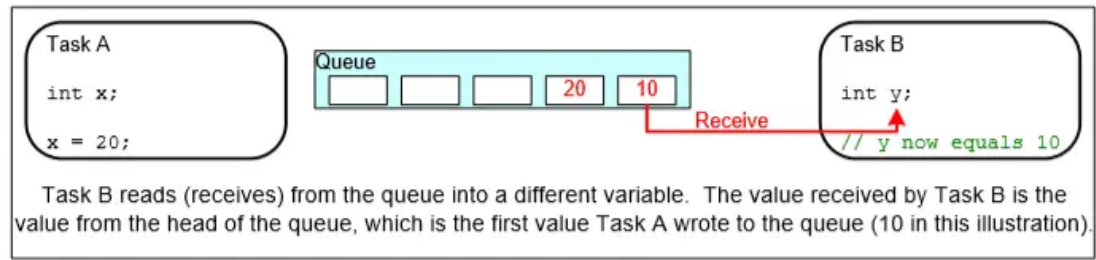 Task A
int x;
x = 20;
Queue
20
10
Receive
Task B
int y;
// y now equals 10
Task B reads (receives) from the queue into a different variable.  The value received by Task B is the
value from the head of the queue, which is the first value Task A wrote to the queue (10 in this illustration).